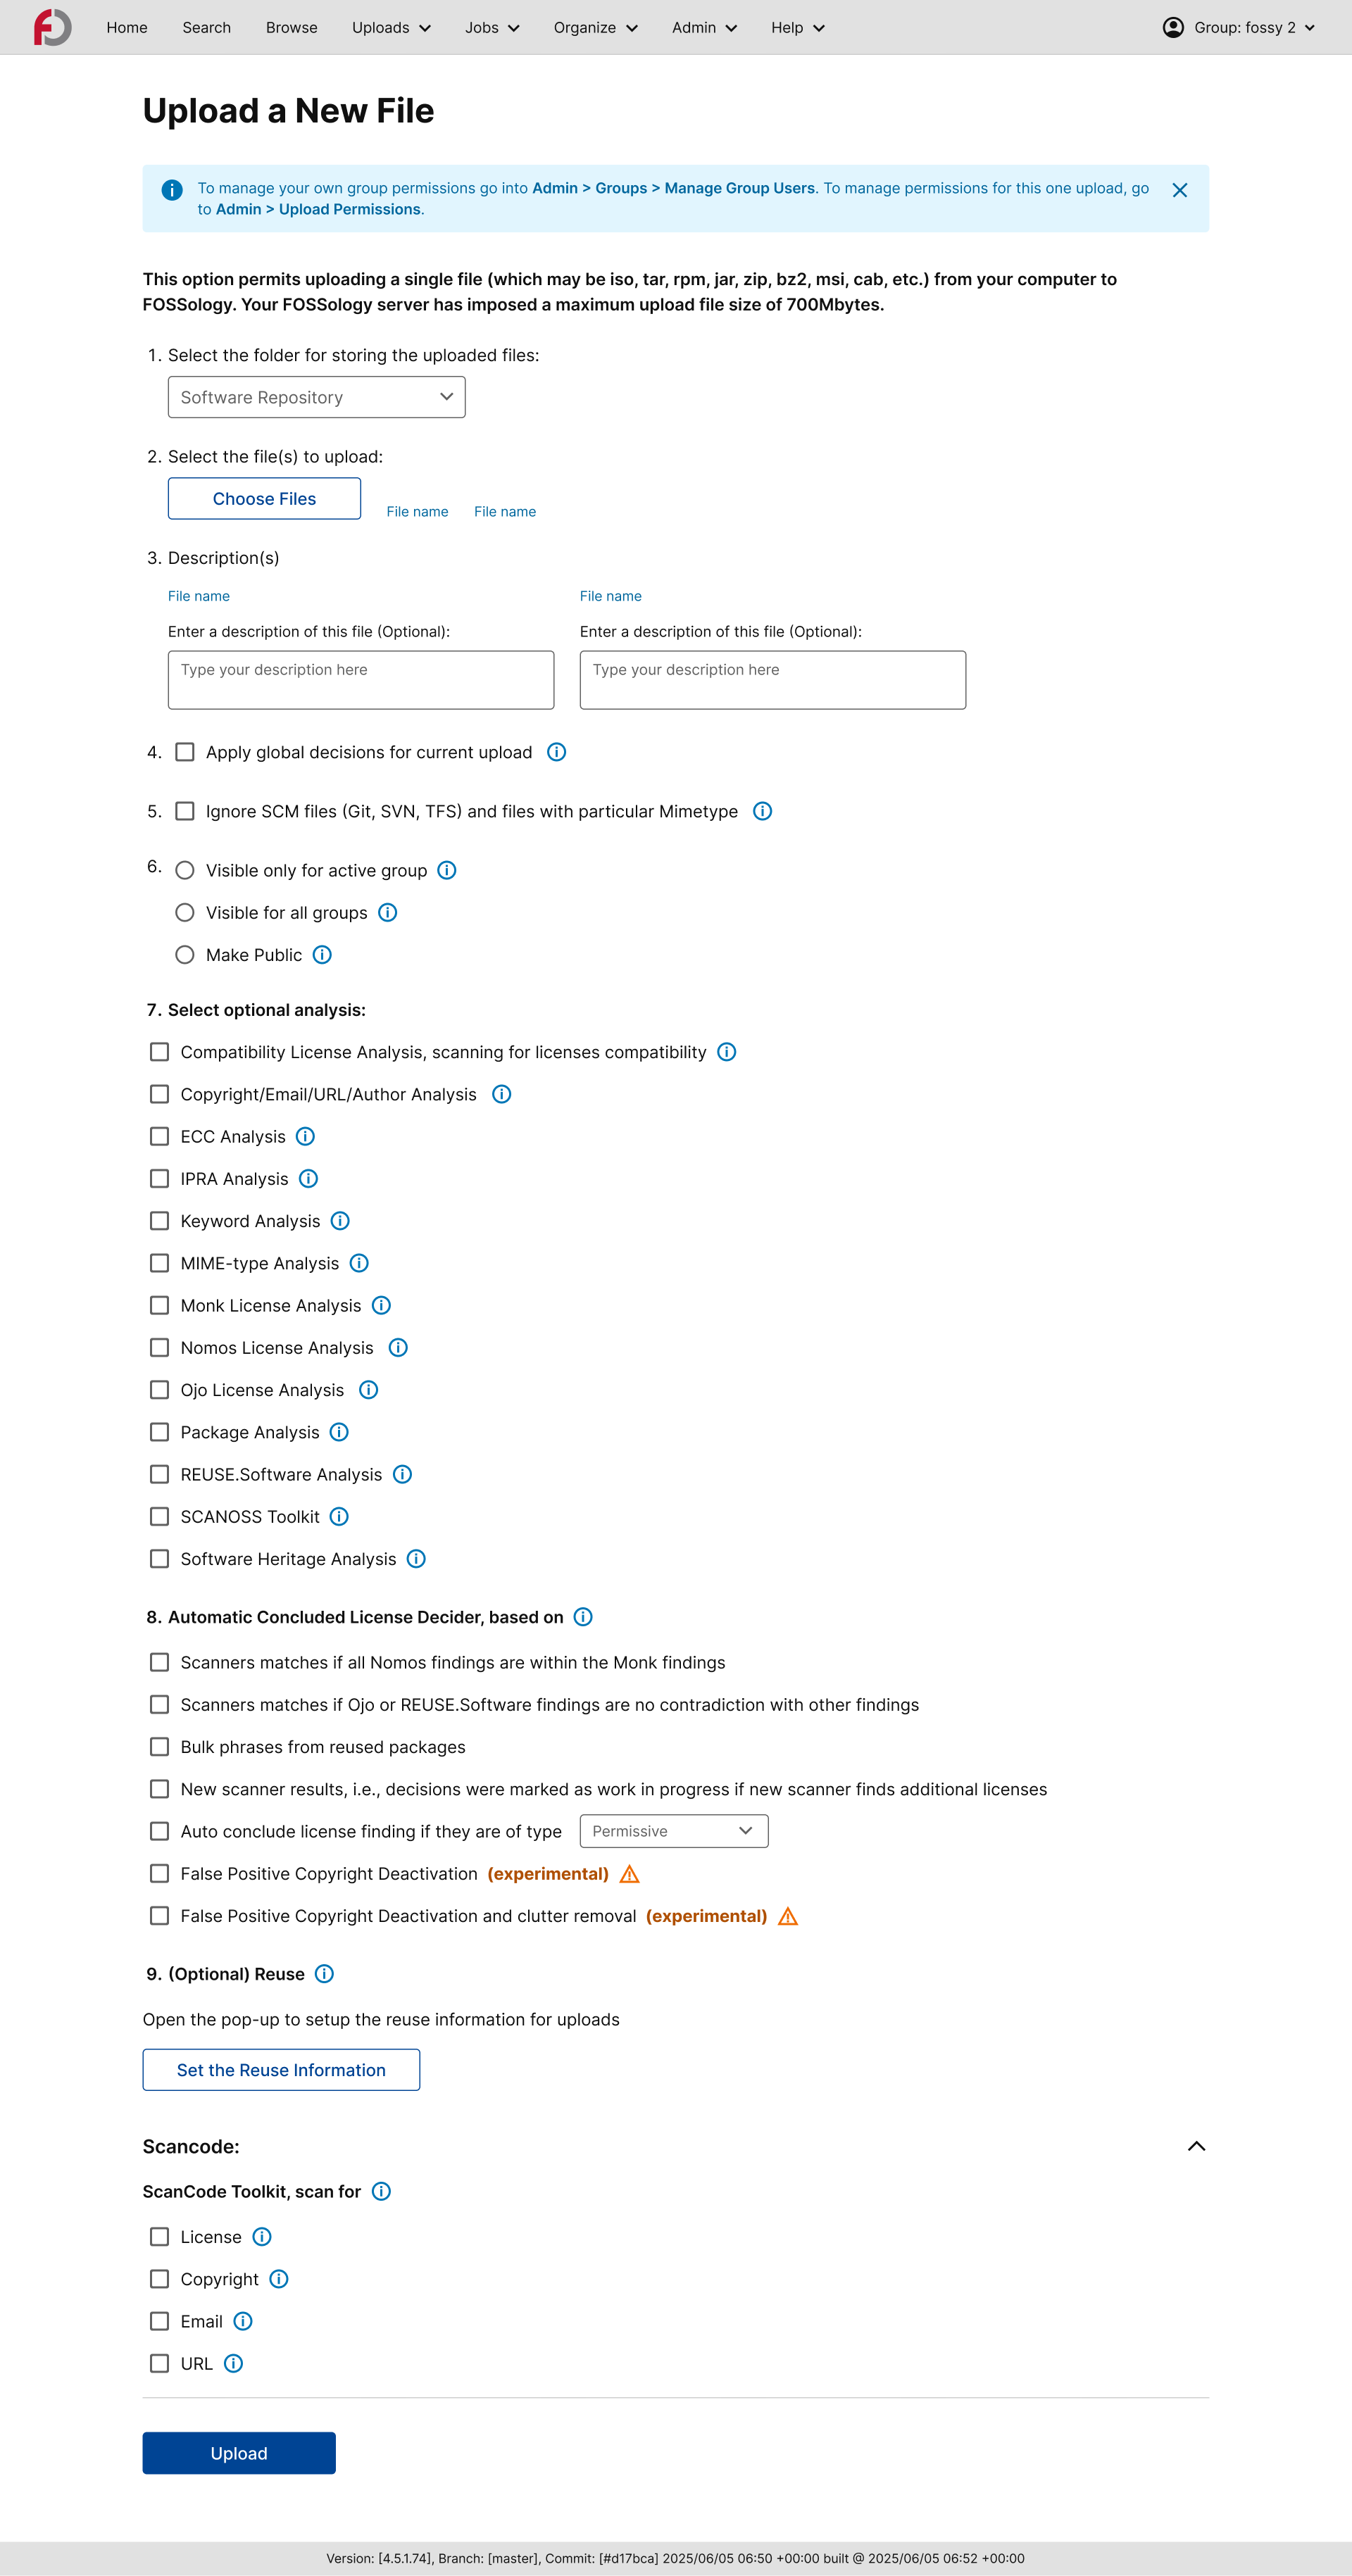 Home Search Browse Uploads Jobs Organize Admin Help Group: fossy 2
Upload a New File
To manage your own group permissions go into Admin > Groups > Manage Group Users. To manage permissions for this one upload, go
to Admin > Upload Permissions.
This option permits uploading a single file (which may be iso, tar, rpm, jar, zip, bz2, msi, cab, etc.) from your computer to
FOSSology. Your FOSSology server has imposed a maximum upload file size of 700Mbytes.
1. Select the folder for storing the uploaded files:
Software Repository
2. Select the file(s) to upload:
Choose Files File name File name
3. Description(s)
File name File name
Enter a description of this file (Optional): Enter a description of this file (Optional):
Type your description here Type your description here
4. Apply global decisions for current upload
5. Ignore SCM files (Git, SVN, TFS) and files with particular Mimetype
6. Visible only for active group
Visible for all groups
Make Public
7. Select optional analysis:
Compatibility License Analysis, scanning for licenses compatibility
Copyright/Email/URL/Author Analysis
ECC Analysis
IPRA Analysis
Keyword Analysis
MIME-type Analysis
Monk License Analysis
Nomos License Analysis
Ojo License Analysis
Package Analysis
REUSE.Software Analysis
SCANOSS Toolkit
Software Heritage Analysis
8. Automatic Concluded License Decider, based on
Scanners matches if all Nomos findings are within the Monk findings
Scanners matches if Ojo or REUSE.Software findings are no contradiction with other findings
Bulk phrases from reused packages
New scanner results, i.e., decisions were marked as work in progress if new scanner finds additional licenses
Auto conclude license finding if they are of type Permissive
False Positive Copyright Deactivation (experimental)
False Positive Copyright Deactivation and clutter removal (experimental)
9. (Optional) Reuse
Open the pop-up to setup the reuse information for uploads
Set the Reuse Information
Scancode:
ScanCode Toolkit, scan for
License
Copyright
Email
URL
Upload
Version: [4.5.1.74], Branch: [master], Commit: [#d17bca] 2025/06/05 06:50 +00:00 built @ 2025/06/05 06:52 +00:00